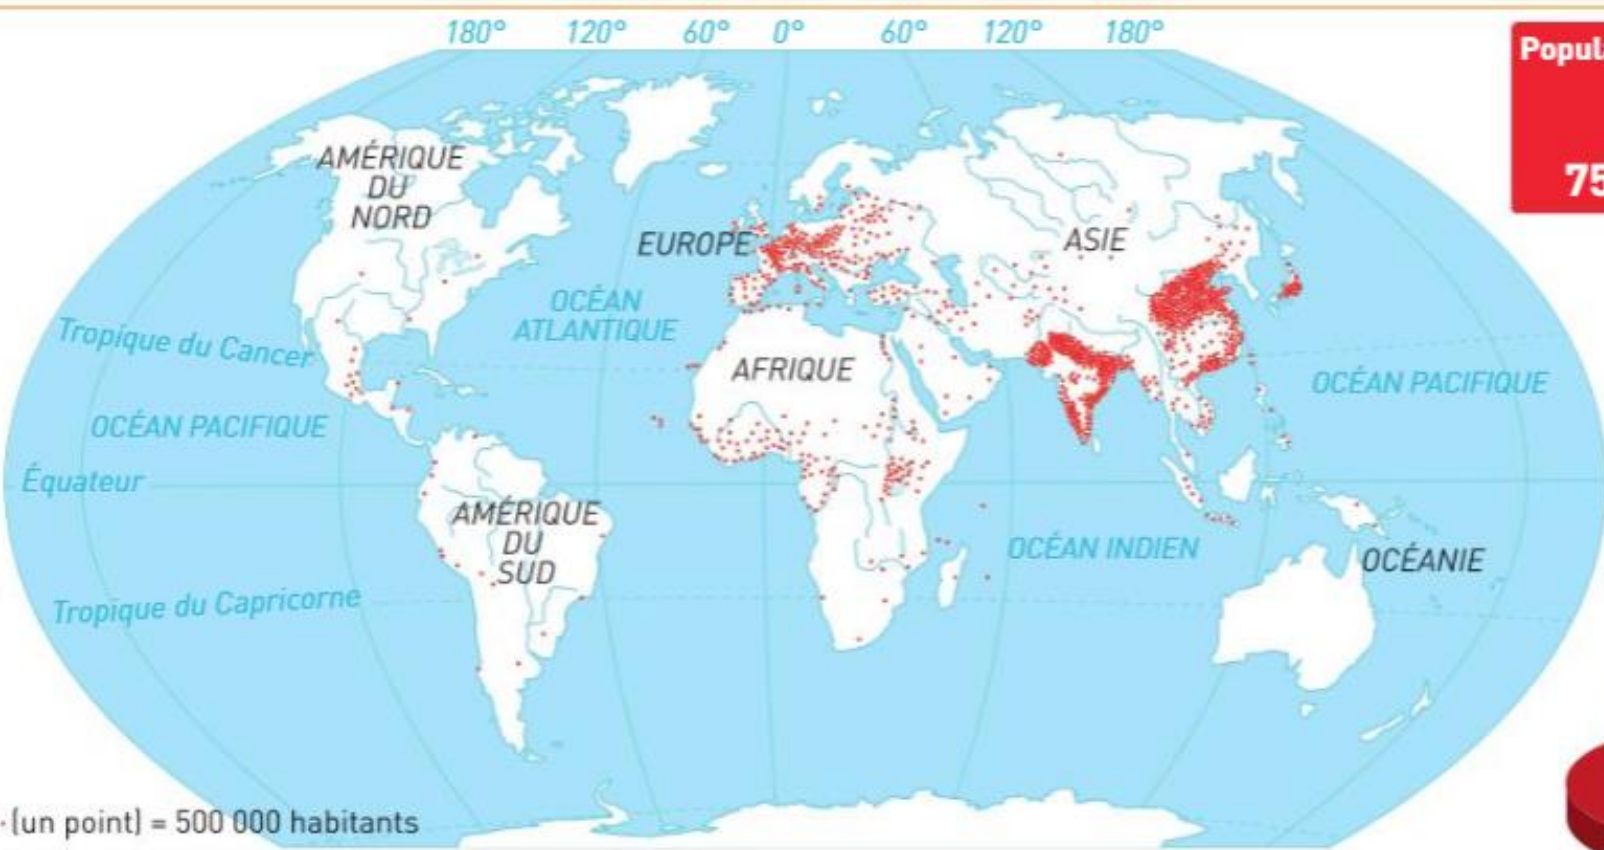 180° 120° 60° 0° 60° 120° 180°
75
AMÉRIQUE
DU
NORD
EUROPE
ASIE
OCÉAN
ATLANTIQUE
Tropique du Cancer
AFRIQUE
OCÉAN PACIFIQUE
OCÉAN PACIFIQUE
Équateur
AMÉRIQUE
DU
SUD
OCÉAN INDIEN
OCÉANIE
Tropique du Capricorne
(un point) = 500 000 habitants